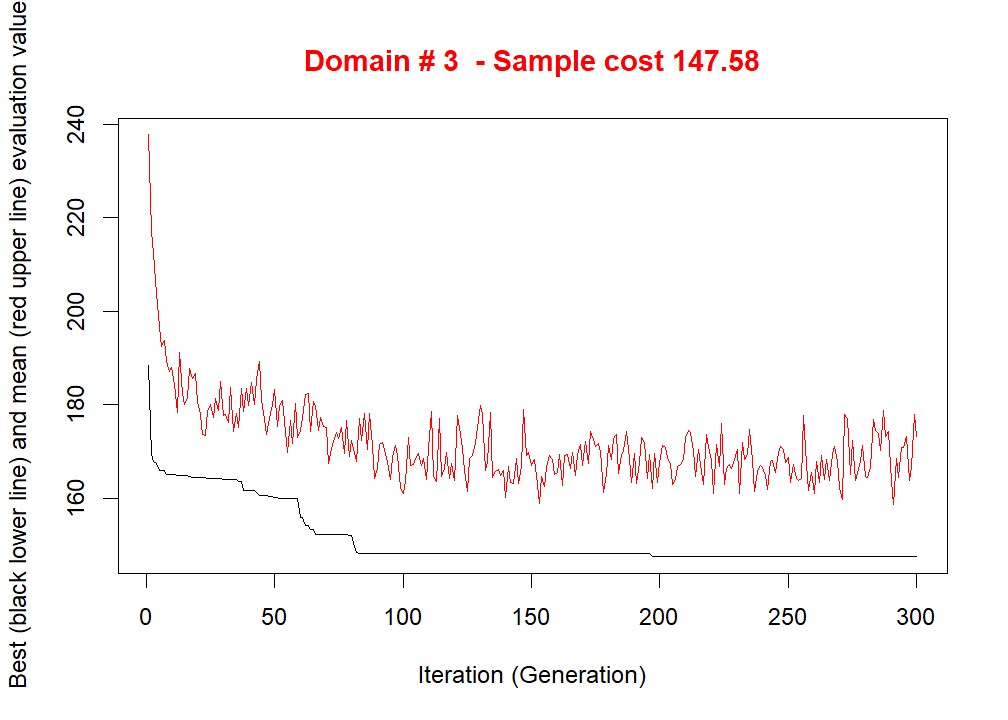 Domain # 3  - Sample cost 147.58
Best (black lower line) and mean (red upper line) evaluation value
240
220
200
180
160
0 50 100 150 200 250 300
Iteration (Generation)